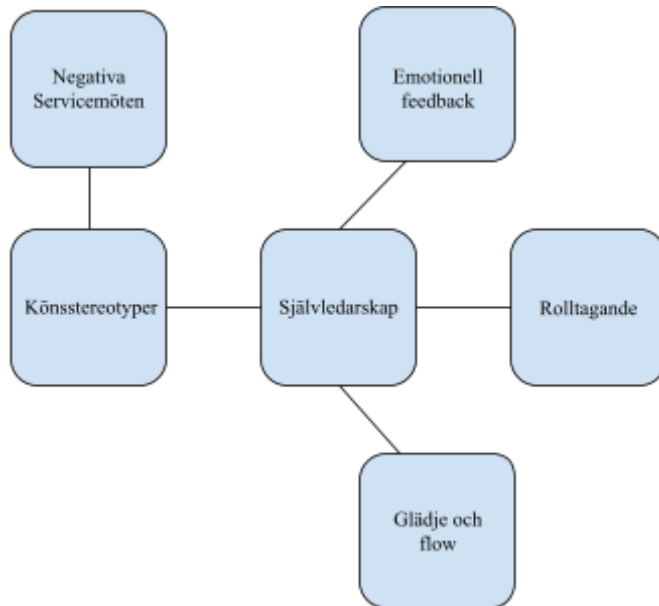 Negativa
Servicemöten
Emotionell
feedback
Könsstereotyper
Självledarskap
Rolltagande
Glädje och
flow